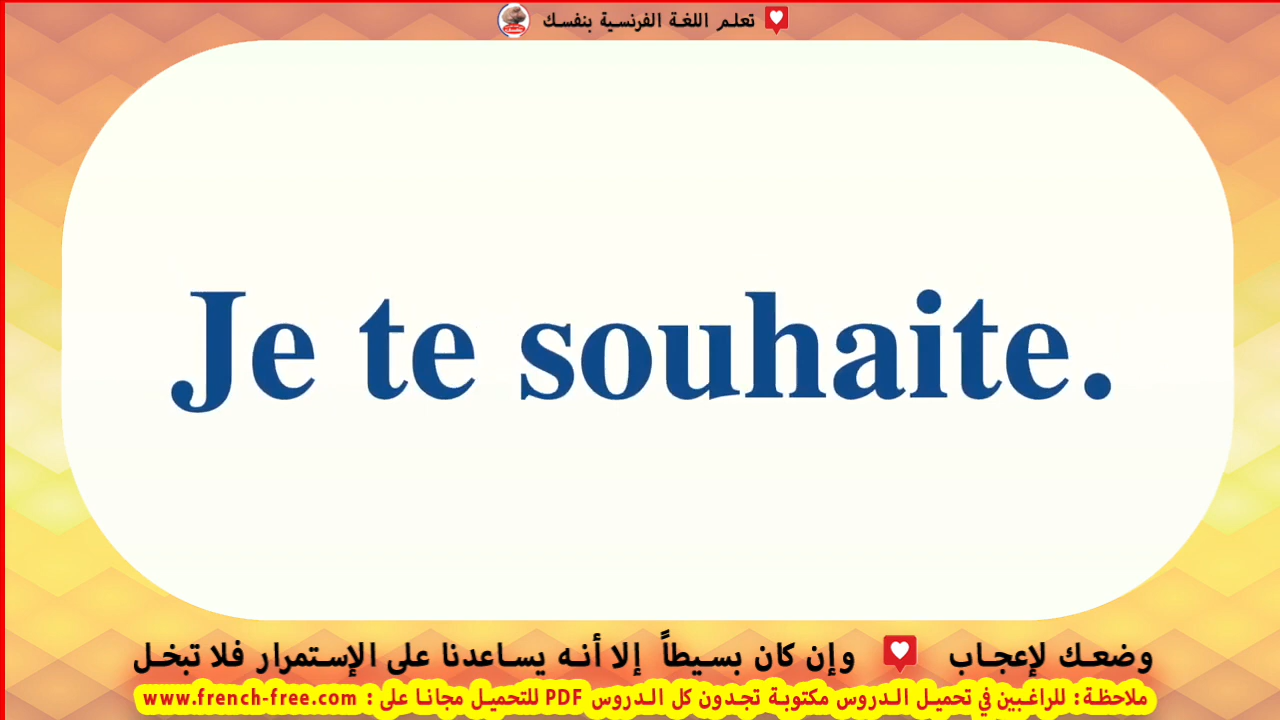 تعلم اللغة الفرنسية بنفسك
Je te souhaite.
وضعك لإعجاب وإن كان بسيطاً إلا أنه يساعدنا على الإستمرار فلا تبخل
ملاحظة: للراغبين في تحميل الدروس مكتوبة تجدون كل الدروس PDF للتحميل مجانا على : www.french-free.com